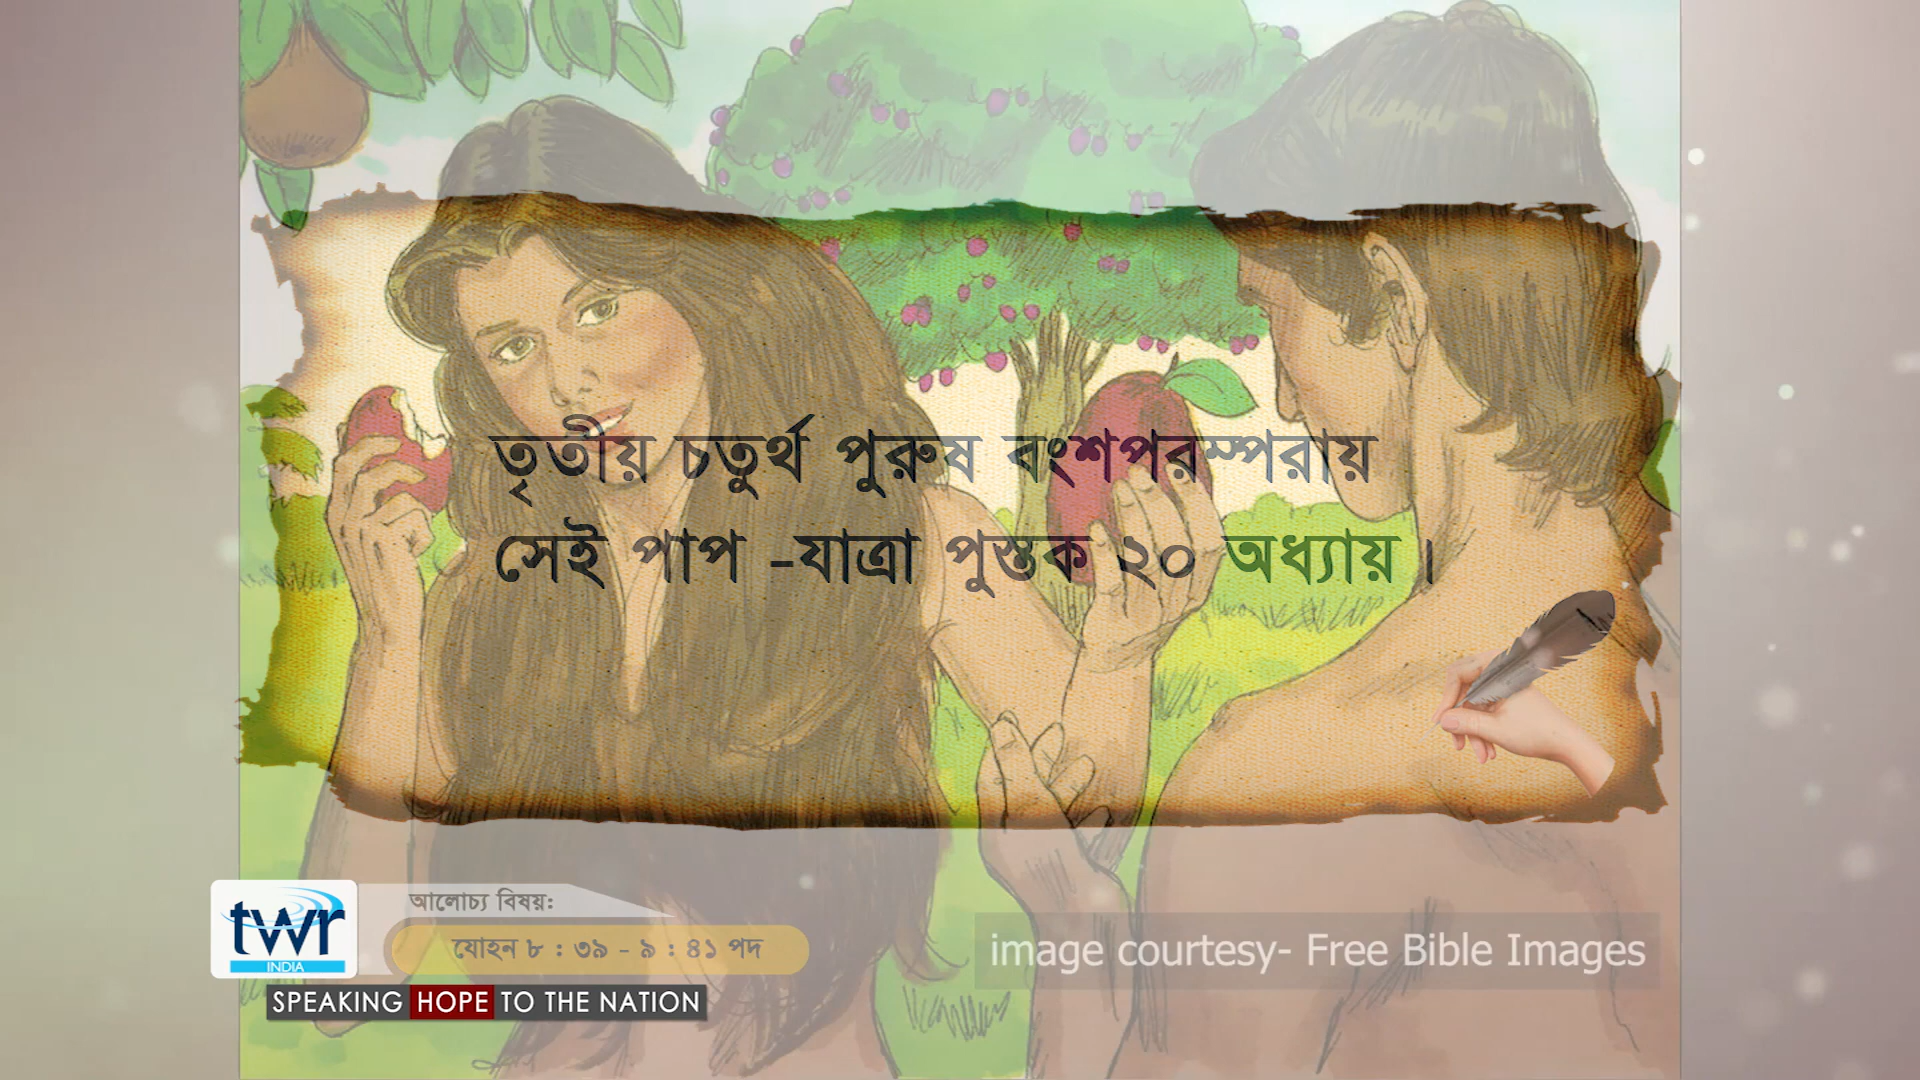 তৃতীয় চতুর্থ পুরুষ বংশপরম্পরায়
সেই পাপ -যাত্রা পুস্তক ২০ অধ্যায়।
twr
INDIA
আলোচ্য বিষয়:
যোহন ৮ : ৩৯ - ৯ : ৪১ পদ
SPEAKING HOPE TO THE NATION
image courtesy- Free Bible Images